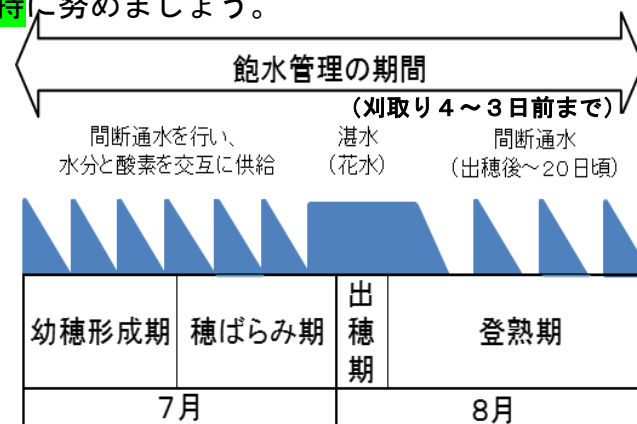 持に努めましょう。
飽水管理の期間
（刈取り４～３日前まで）
間断通水を行い、
水分と酸素を交互に供給
湛水
（花水）
間断通水
（出穂後～20日頃）
幼穂形成期
穂ばらみ期
出穂期
登熟期
7月
8月